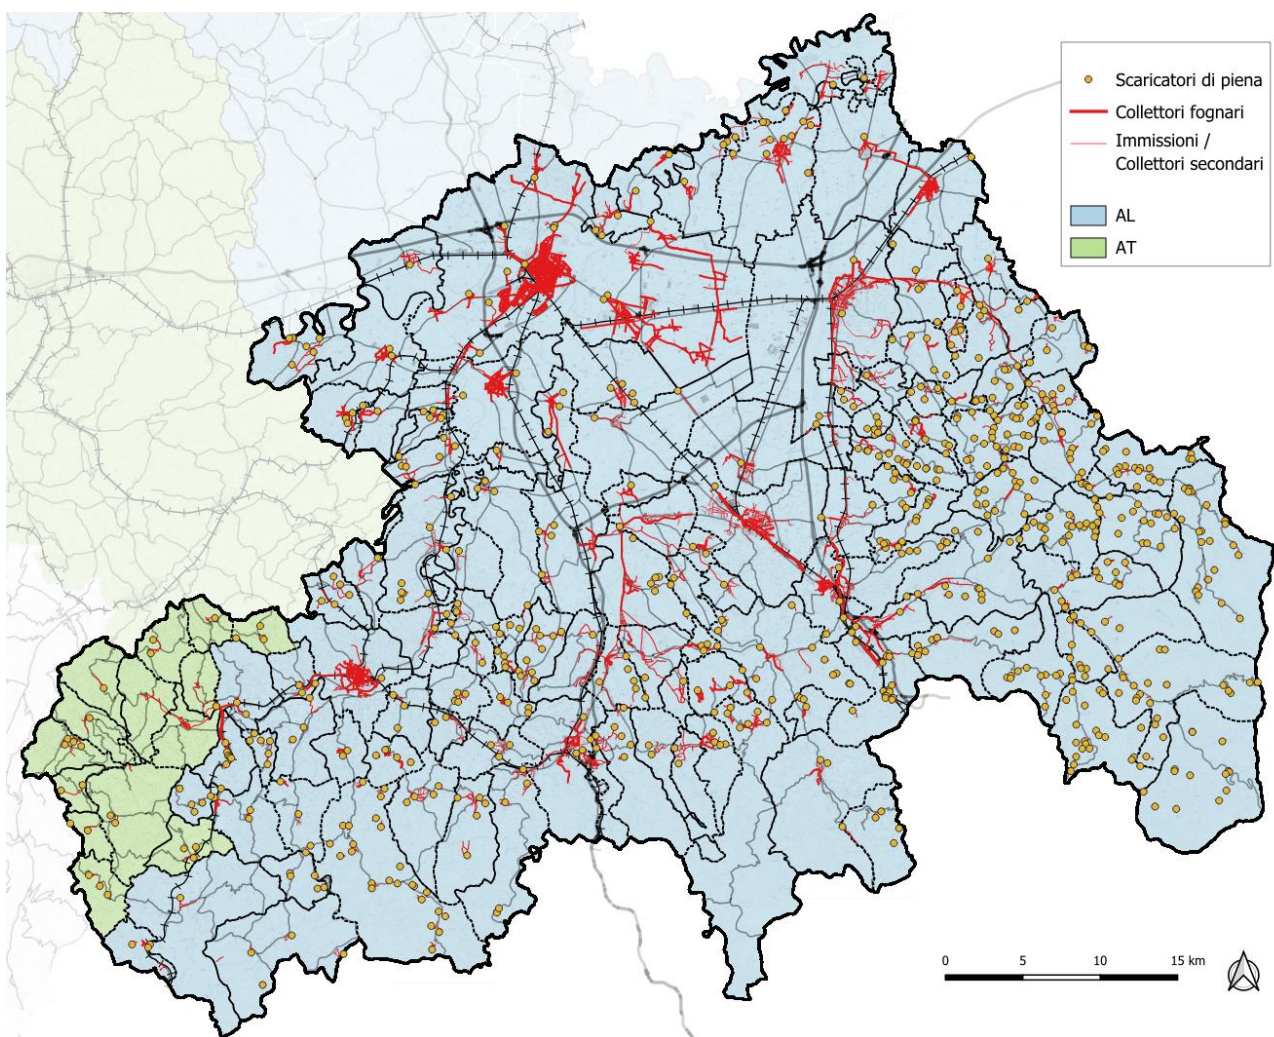 Scaricatori di piena
Collettori fognari
Immissioni /
Collettori secondari
AL
AT
0 5 10 15 km